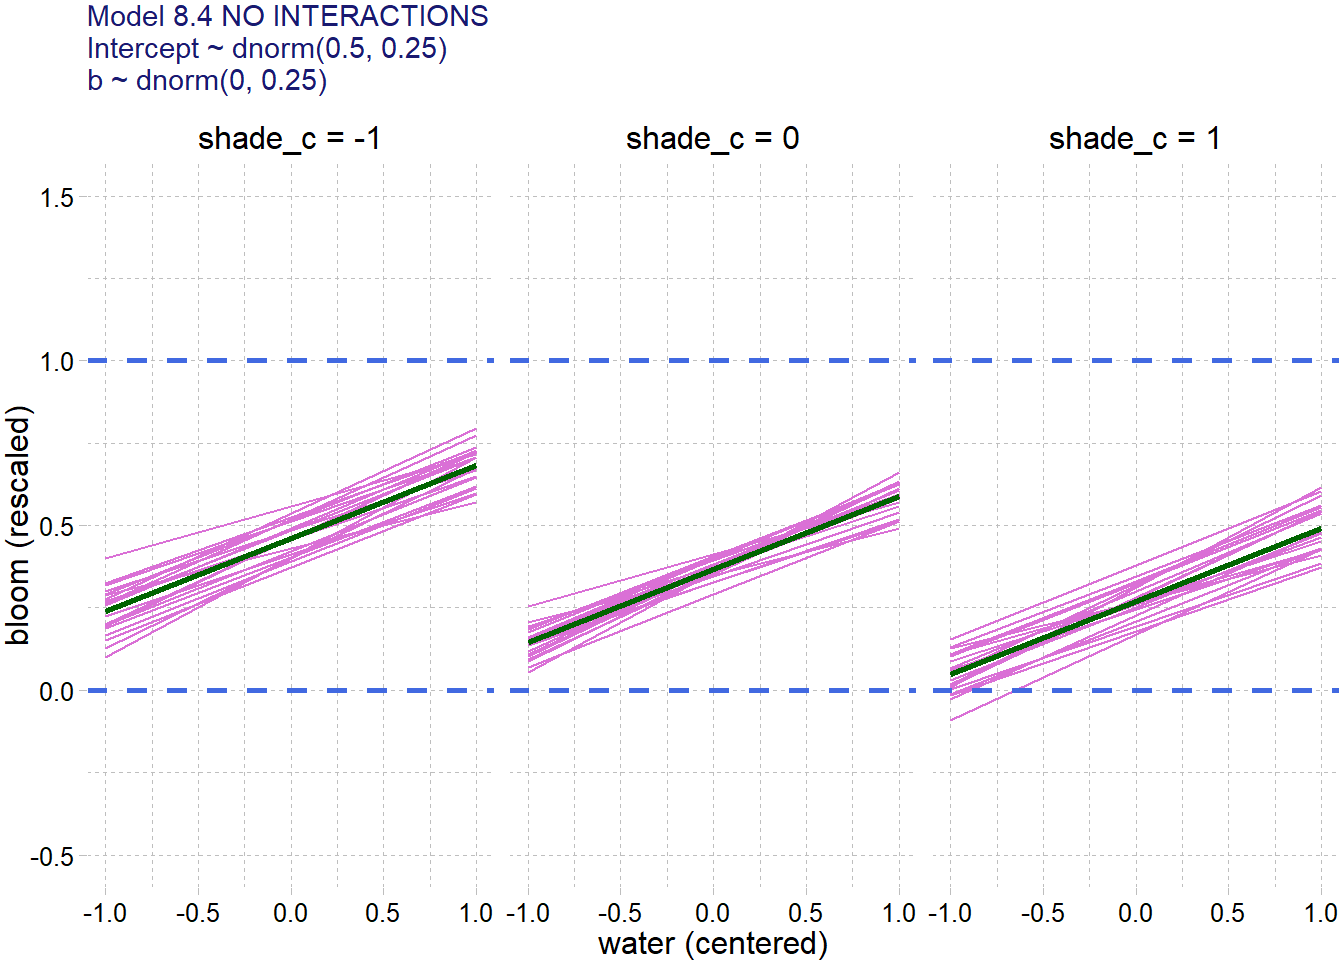 Model 8.4 NO INTERACTIONS
Intercept ~ dnorm(0.5, 0.25)
b ~ dnorm(0, 0.25)
shade_c = -1
shade_c = 0
shade_c = 1
bloom (rescaled)
1.5
1.0
0.5
0.0
-0.5
-1.0 -0.5 0.0 0.5 1.0 -1.0 -0.5 0.0 0.5 1.0 -1.0 -0.5 0.0 0.5 1.0
water (centered)